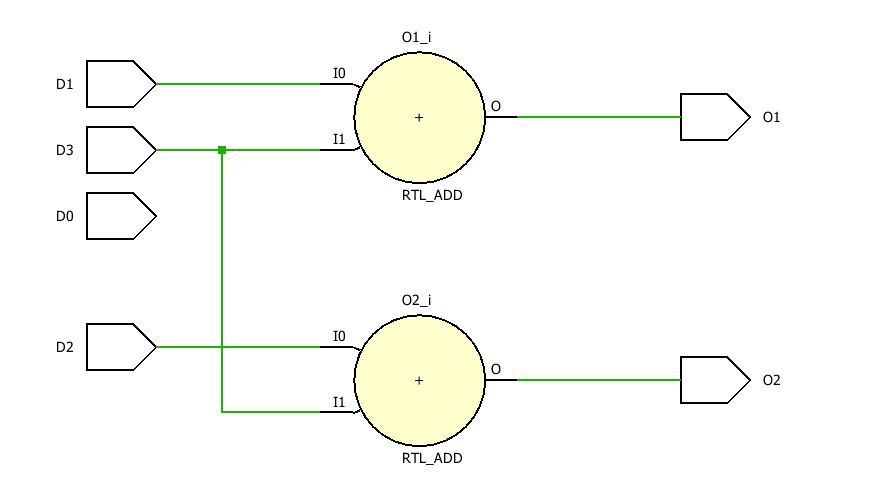 O1_i
D1
I0
+
O
O1
D3
I1
RTL_ADD
D0
O2_i
D2
I0
+
O
O2
I1
RTL_ADD